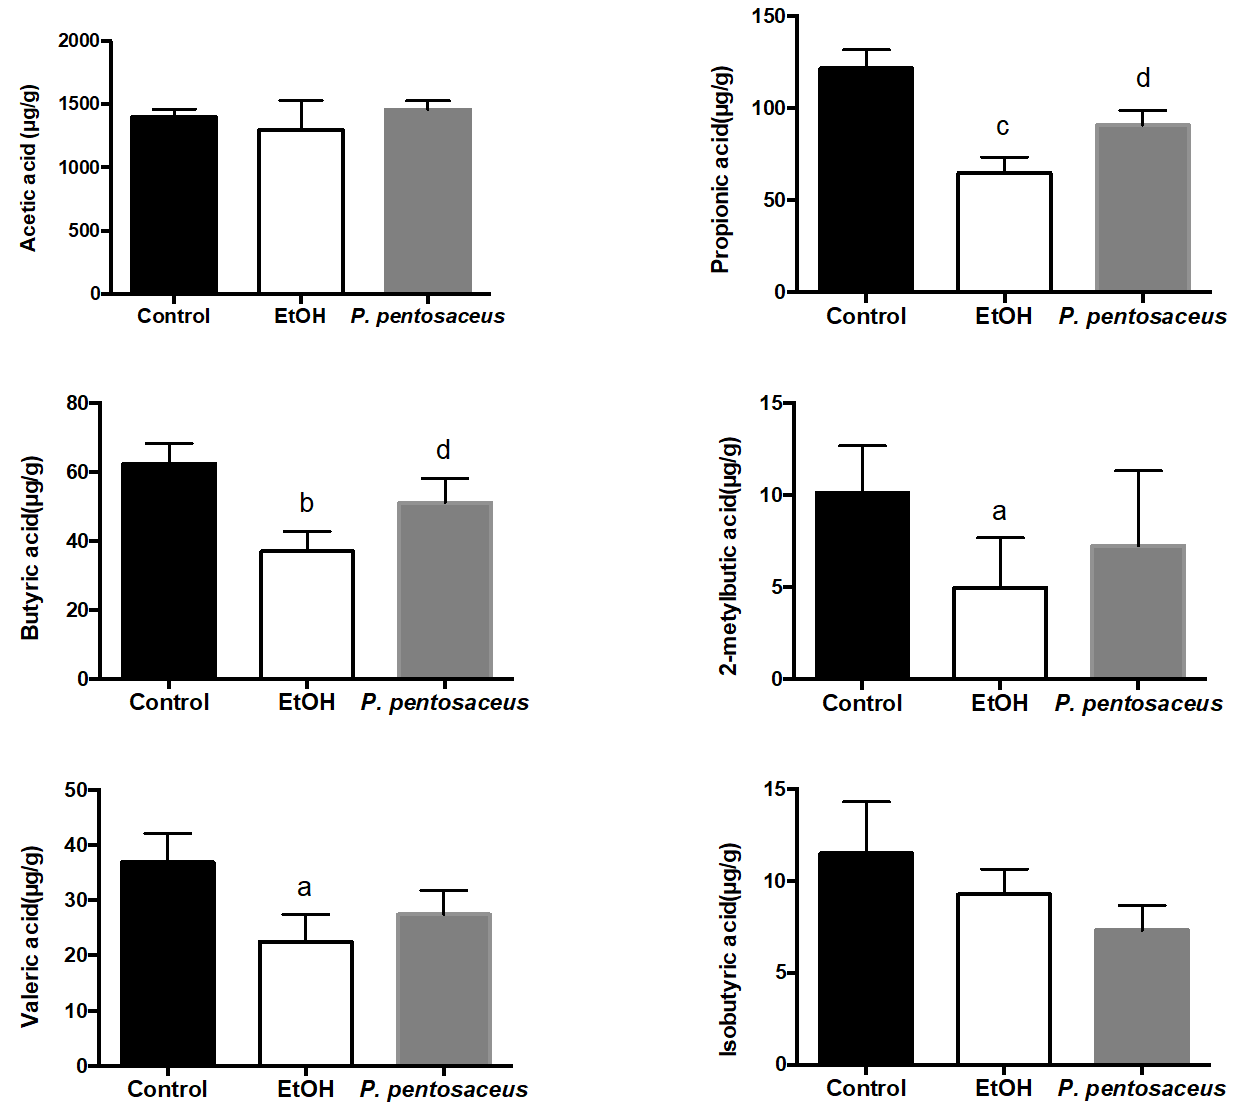 Acetic acid (µg/g)
2000
1500
1000
500
0
Control EtOH P. pentosaceus
Propionic acid(µg/g)
150
100
50
0
c
d
Control EtOH P. pentosaceus
Butyric acid(µg/g)
80
60
40
20
0
b
d
Control EtOH P. pentosaceus
2-metylbutic acid(µg/g)
15
10
5
0
a
Control EtOH P. pentosaceus
Valeric acid(µg/g)
50
40
30
20
10
0
a
Control EtOH P. pentosaceus
Isobutyric acid(µg/g)
15
10
5
0
Control EtOH P. pentosaceus